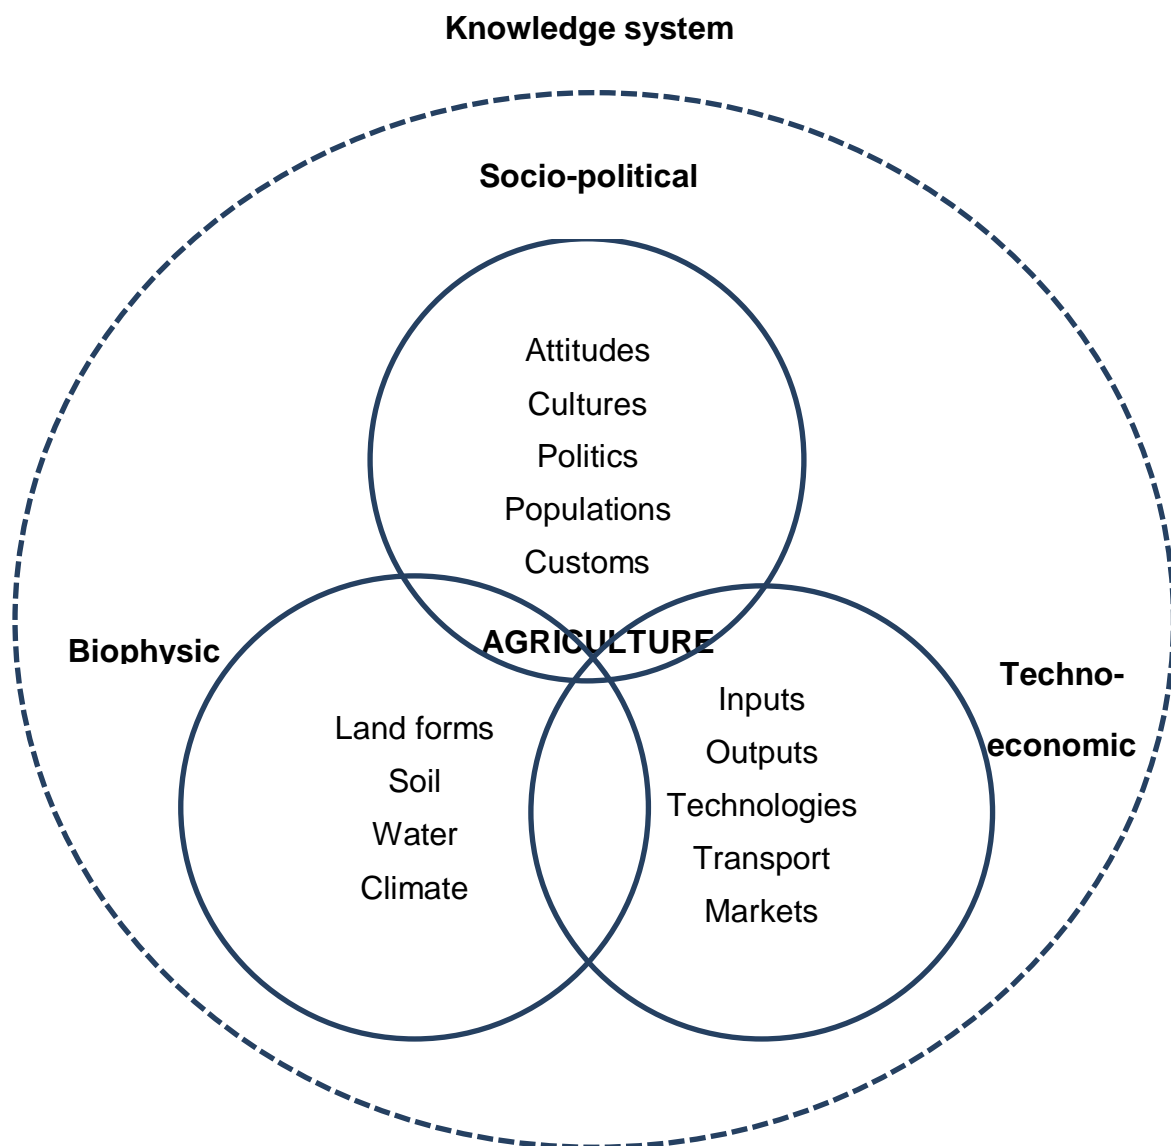 Knowledge system
Socio-political
Attitudes
Cultures
Politics
Populations
Customs
AGRICULTURE
Biophysic
Techno-
economic
Land forms
Soil
Water
Climate
Inputs
Outputs
Technologies
Transport
Markets